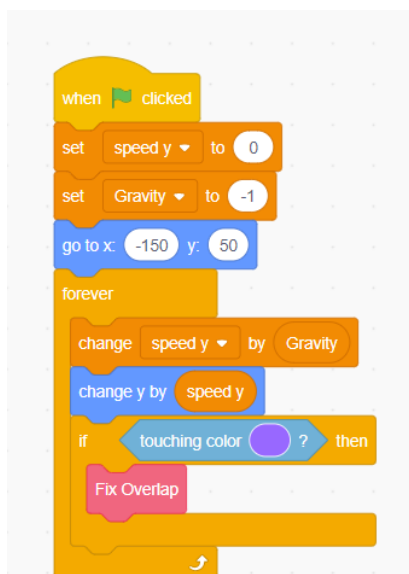 when clicked
set speed y to 0
set Gravity to -1
go to x: -150 y: 50
forever
change speed y by Gravity
change y by speed y
if touching color ? then
Fix Overlap